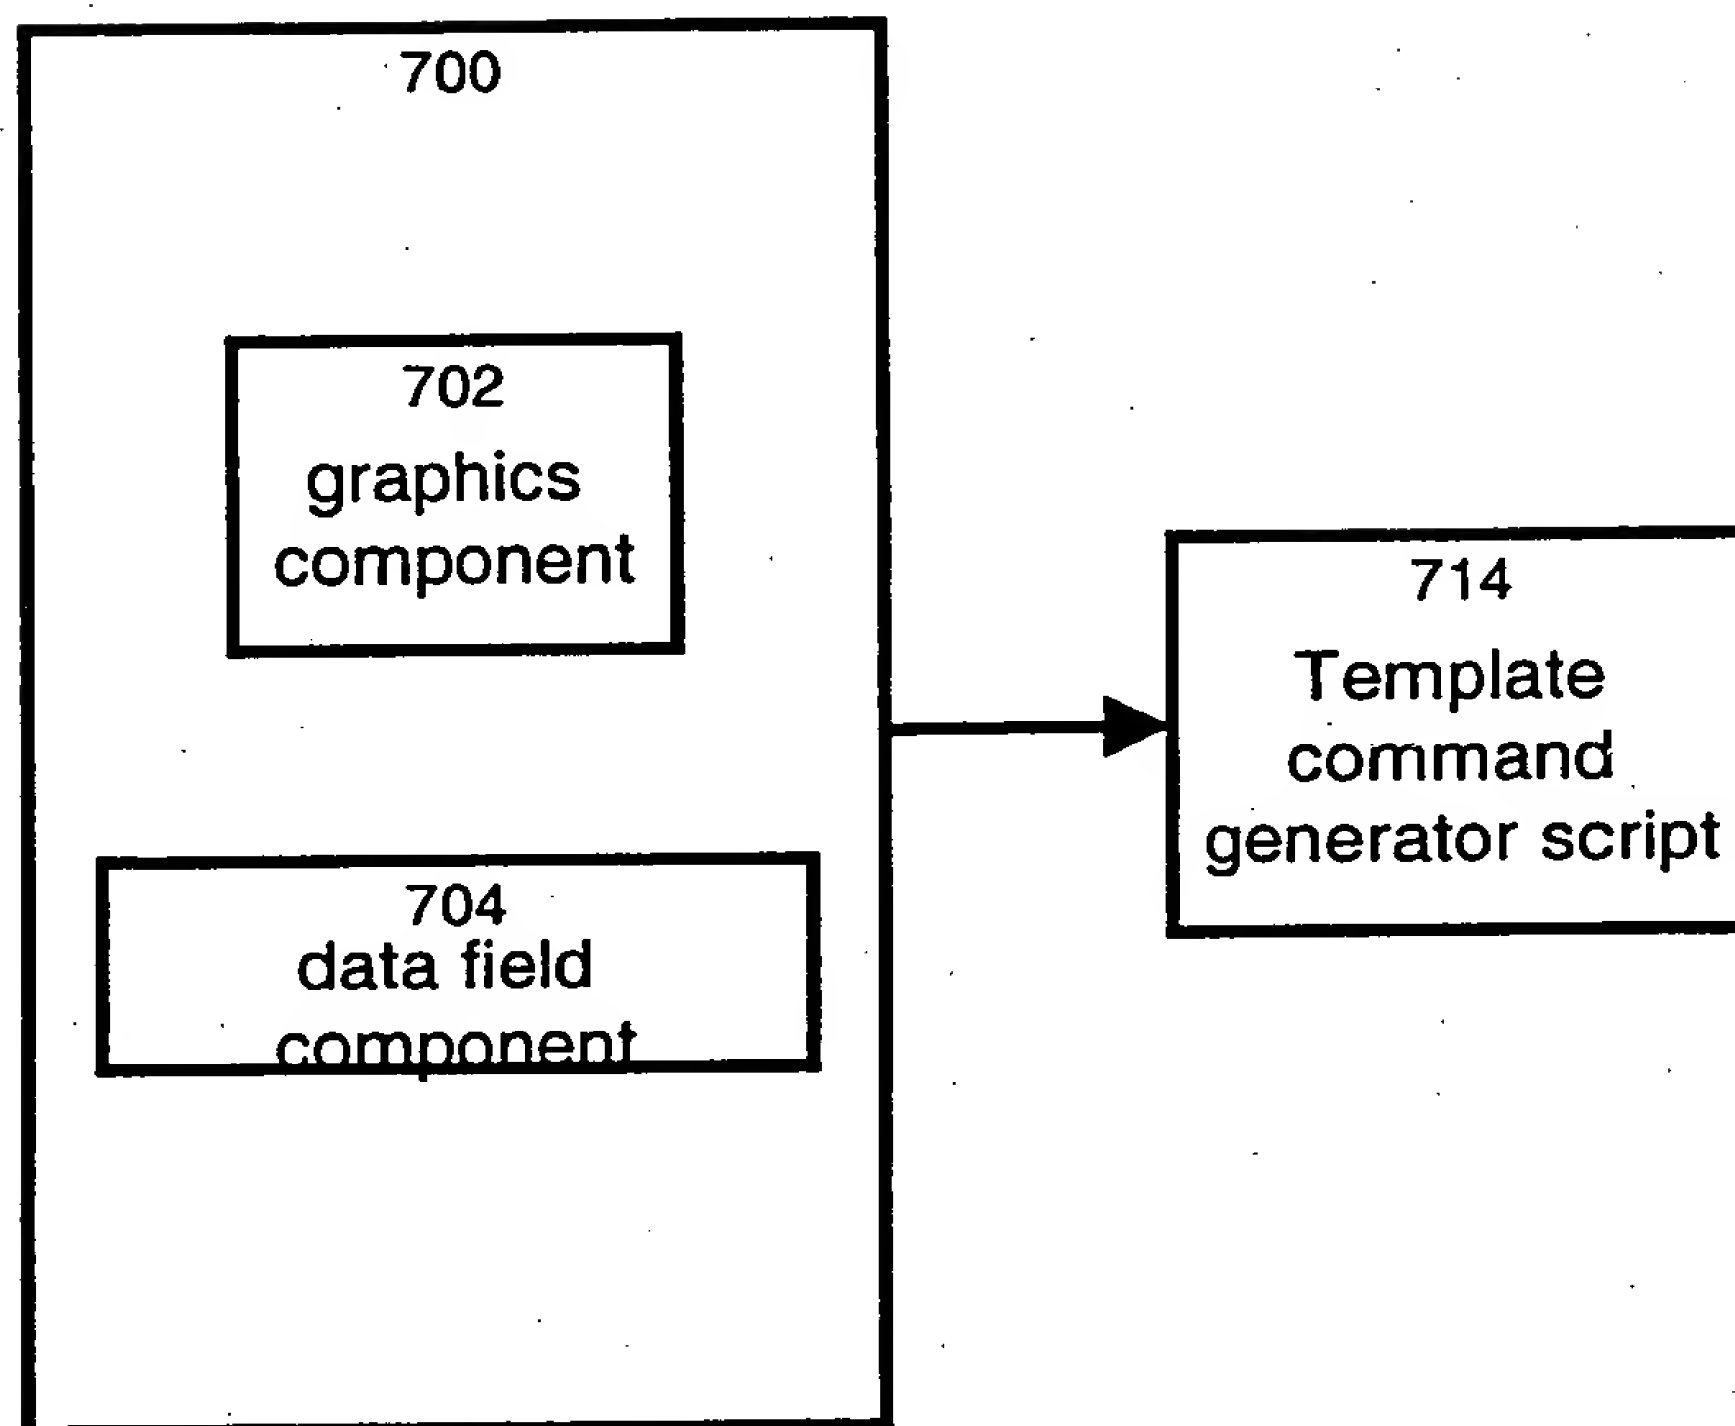 700
702
graphics
component
704
data field
component
714
Template
command
generator script